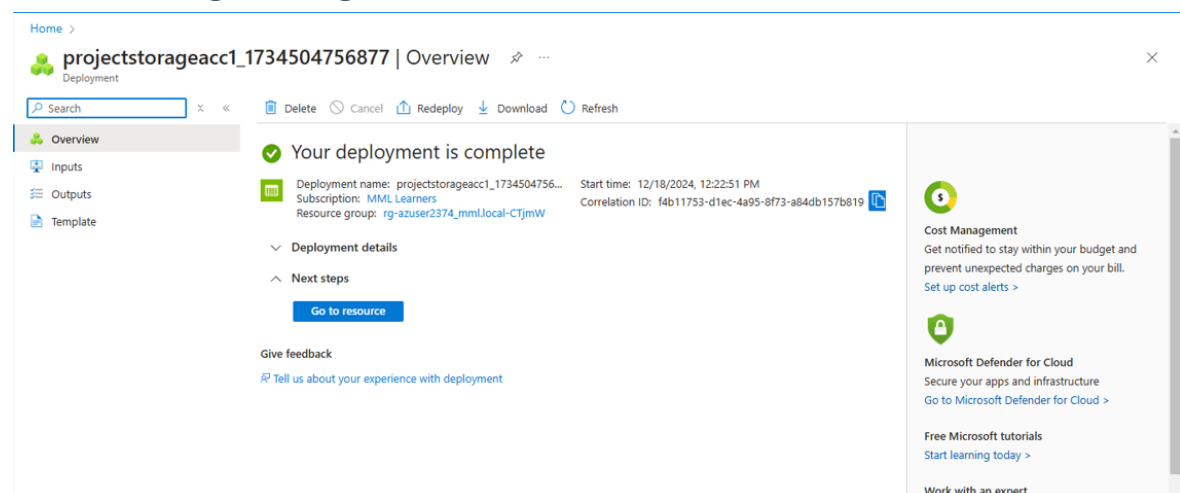 Home >
projectstorageacc1_1734504756877 | Overview
Deployment
Search
Delete Cancel Redeploy Download Refresh
Overview
Inputs
Outputs
Template
Your deployment is complete
Deployment name: projectstorageacc1_1734504756...
Subscription: MML Learners
Resource group: rg-azuser2374_mml.local-CTjmW
Start time: 12/18/2024, 12:22:51 PM
Correlation ID: f4b11753-d1ec-4a95-8f73-a84db157b819
Deployment details
Next steps
Go to resource
Give feedback
Tell us about your experience with deployment
Cost Management
Get notified to stay within your budget and
prevent unexpected charges on your bill.
Set up cost alerts >
Microsoft Defender for Cloud
Secure your apps and infrastructure
Go to Microsoft Defender for Cloud >
Free Microsoft tutorials
Start learning today >
Work with an expert